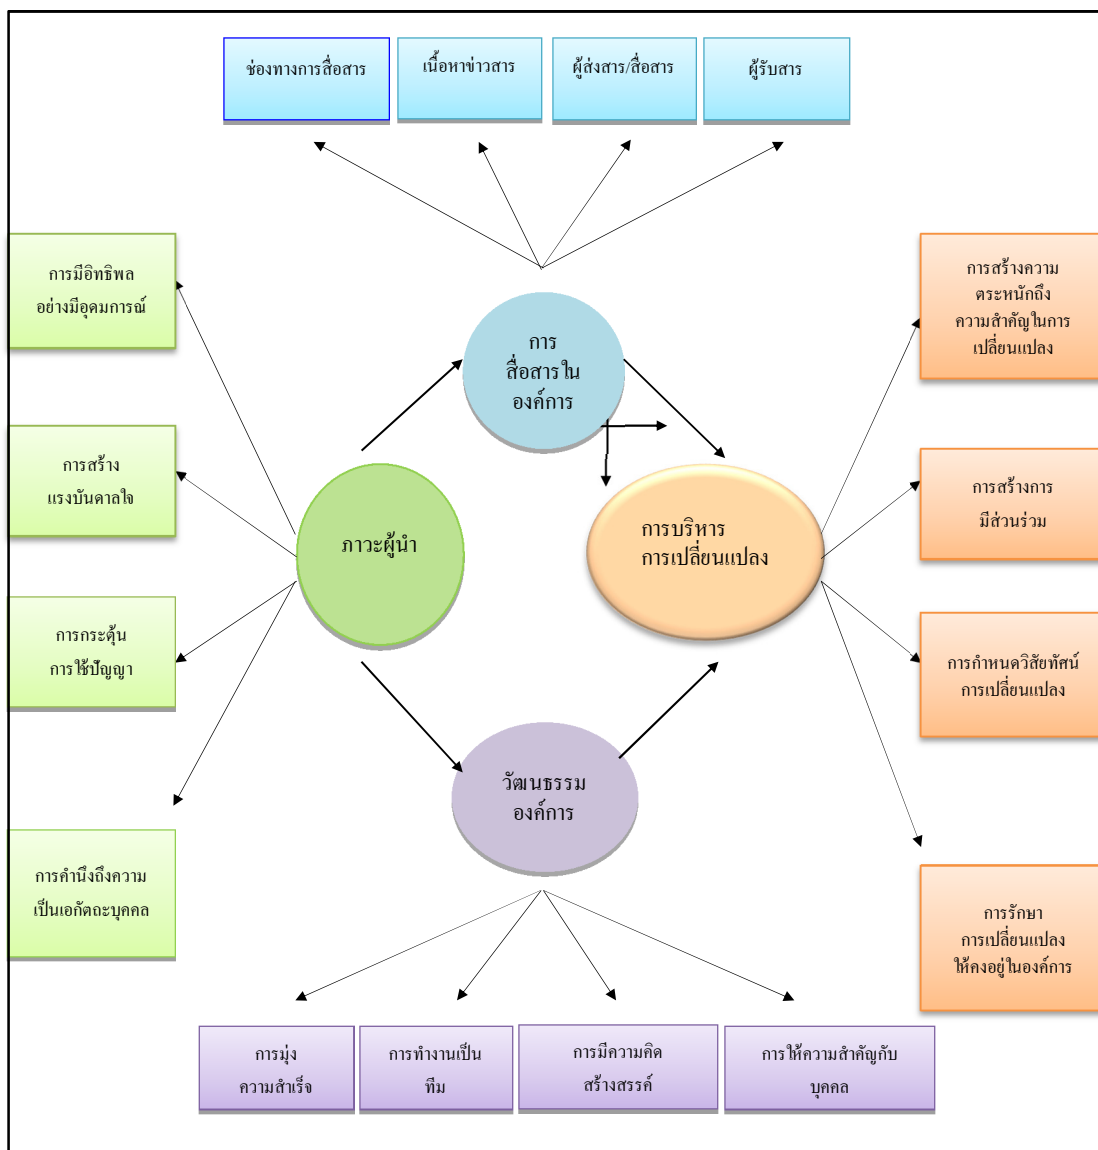 ช่องทางการสื่อสาร
เนื้อหาข่าวสาร
ผู้ส่งสาร/สื่อสาร
ผู้รับสาร
การมีอิทธิพล
อย่างมีอุดมการณ์
การสร้างความ
ตระหนักถึง
ความสำคัญในการ
เปลี่ยนแปลง
การ
สื่อสารใน
องค์การ
การสร้าง
แรงบันดาลใจ
การสร้างการ
มีส่วนร่วม
ภาวะผู้นำ
การบริหาร
การเปลี่ยนแปลง
การกระตุ้น
การใช้ปัญญา
การกำหนดวิสัยทัศน์
การเปลี่ยนแปลง
วัฒนธรรม
องค์การ
การคำนึงถึงความ
เป็นเอกัตถะบุคคล
การรักษา
การเปลี่ยนแปลง
ให้คงอยู่ในองค์การ
การมุ่ง
ความสำเร็จ
การทำงานเป็น
ทีม
การมีความคิด
สร้างสรรค์
การให้ความสำคัญกับ
บุคคล